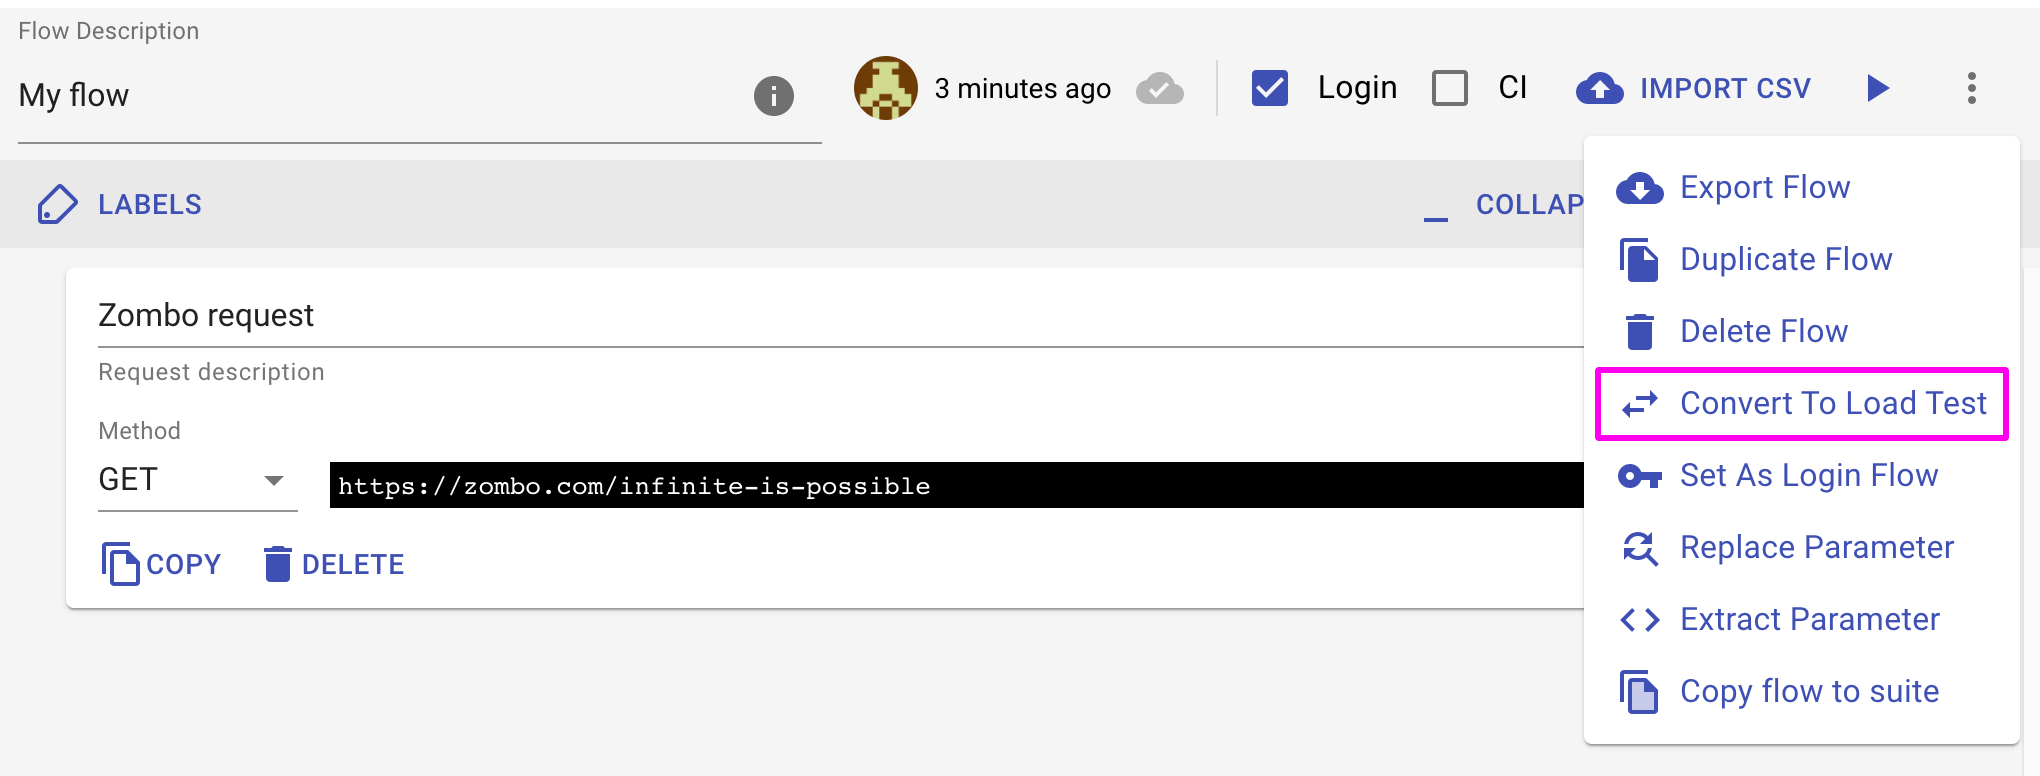 Flow Description
My flow
3 minutes ago
Login
CI
IMPORT CSV
LABELS
COLLAP
Export Flow
Duplicate Flow
Delete Flow
Convert To Load Test
Set As Login Flow
Replace Parameter
Extract Parameter
Copy flow to suite
Zombo request
Request description
Method
GET
https://zombo.com/infinite-is-possible
COPY
DELETE